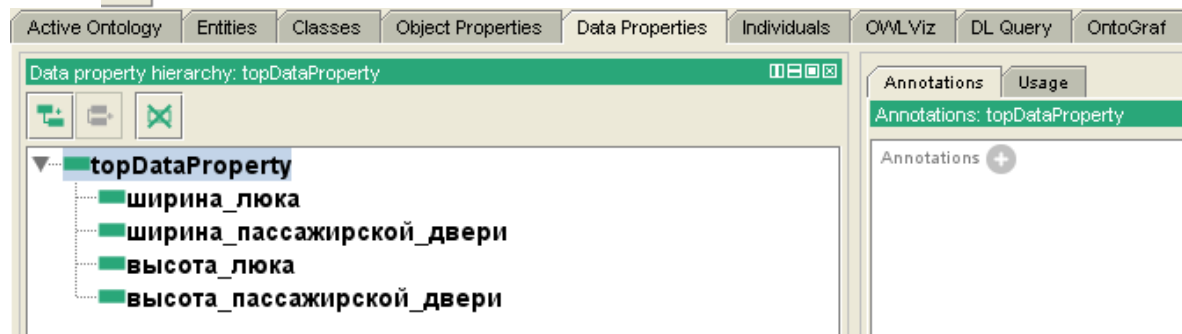 Active Ontology Entities Classes Object Properties Data Properties Individuals OWLViz DL Query OntoGraf
Data property hierarchy: topDataProperty
Annotations Usage
Annotations: topDataProperty
Annotations
topDataProperty
ширина_люка
ширина_пассажирской_двери
высота_люка
высота_пассажирской_двери